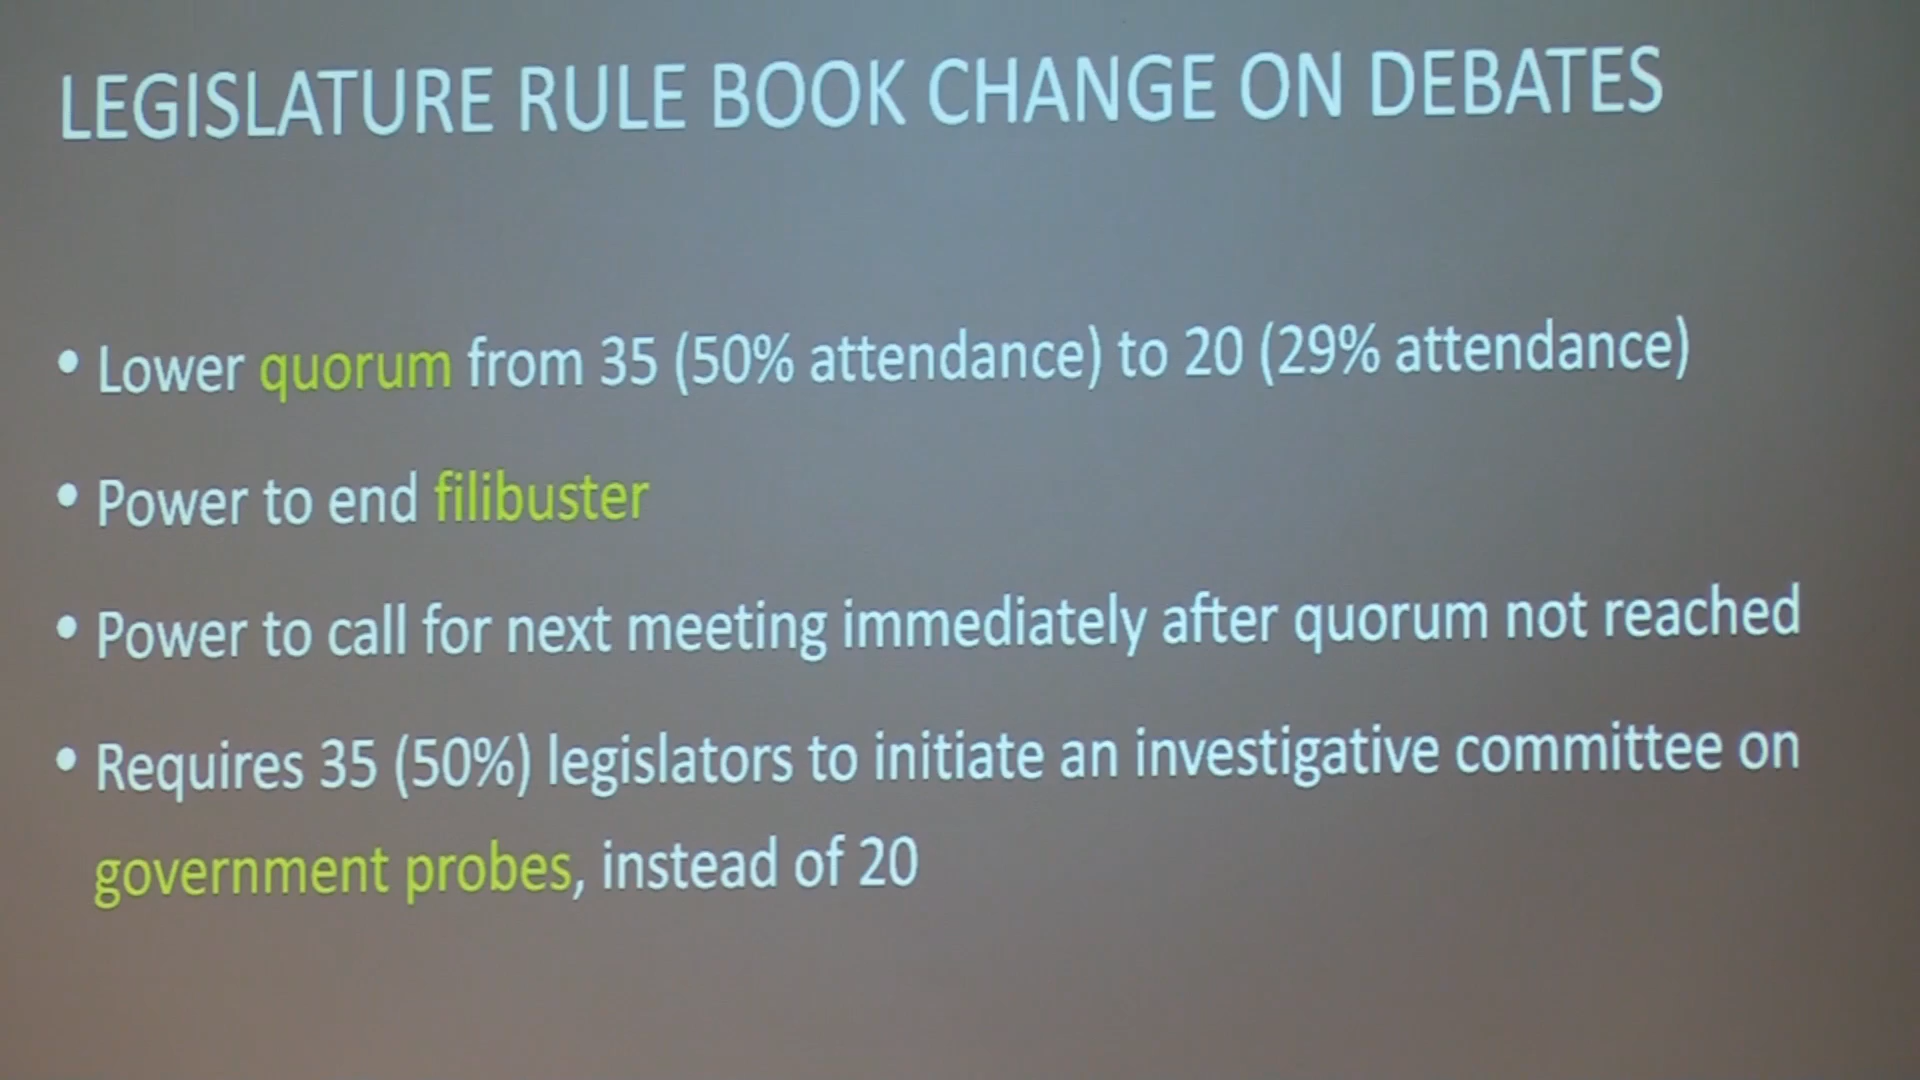 LEGISLATURE RULE BOOK CHANGE ON DEBATES
• Lower quorum from 35 (50% attendance) to 20 (29% attendance)
• Power to end filibuster
• Power to call for next meeting immediately after quorum not reached
• Requires 35 (50%) legislators to initiate an investigative committee on
government probes, instead of 20